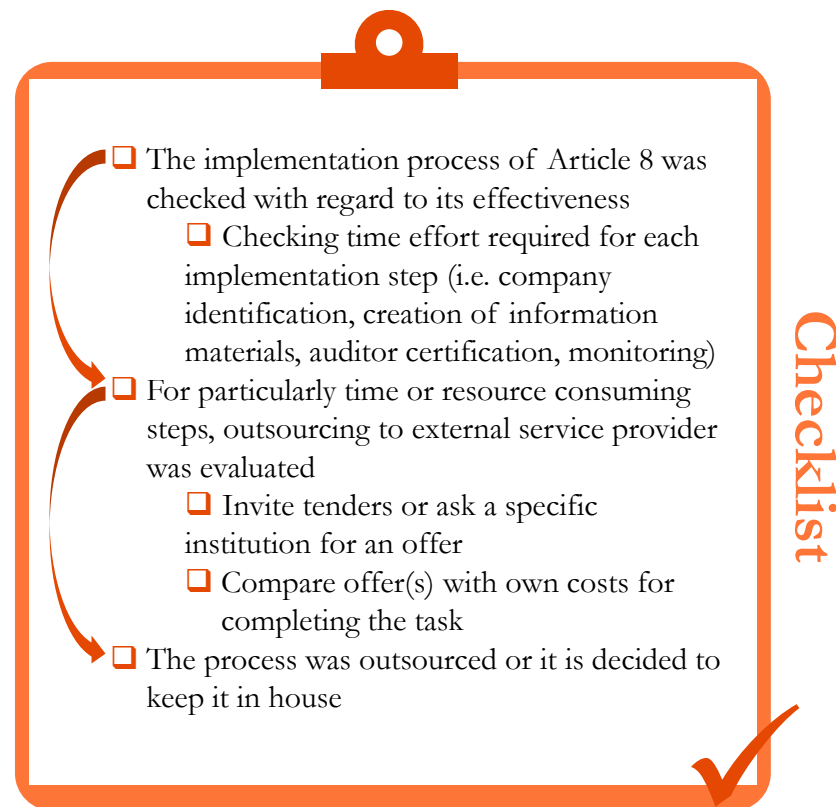 ❑ The implementation process of Article 8 was
checked with regard to its effectiveness
❑ Checking time effort required for each
implementation step (i.e. company
identification, creation of information
materials, auditor certification, monitoring)
❑ For particularly time or resource consuming
steps, outsourcing to external service provider
was evaluated
❑ Invite tenders or ask a specific
institution for an offer
❑ Compare offer(s) with own costs for
completing the task
❑ The process was outsourced or it is decided to
keep it in house
Checklist